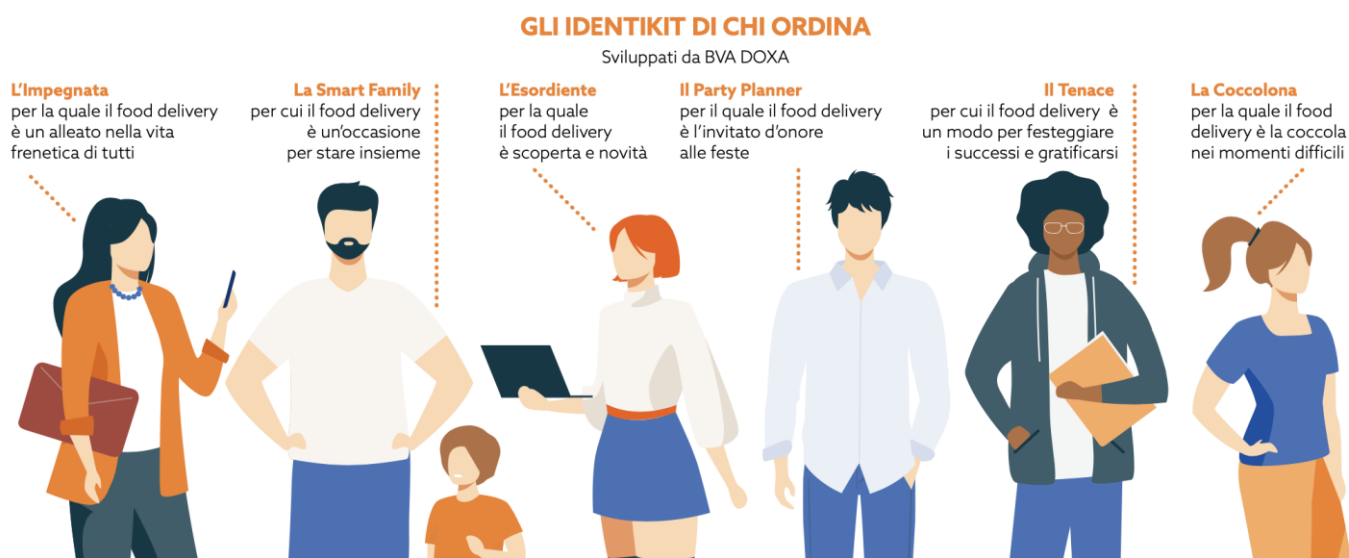 GLI IDENTIKIT DI CHI ORDINA
Sviluppati da BVA DOXA
L'Impegnata
per la quale il food delivery
è un alleato nella vita
frenetica di tutti
La Smart Family
per cui il food delivery
è un'occasione
per stare insieme
L'Esordiente
per la quale
il food delivery
è scoperta e novità
Il Party Planner
per il quale il food delivery
è l'invitato d'onore
alle feste
Il Tenace
per cui il food delivery è
un modo per festeggiare
i successi e gratificarsi
La Coccolona
per la quale il food
delivery è la coccola
nei momenti difficili